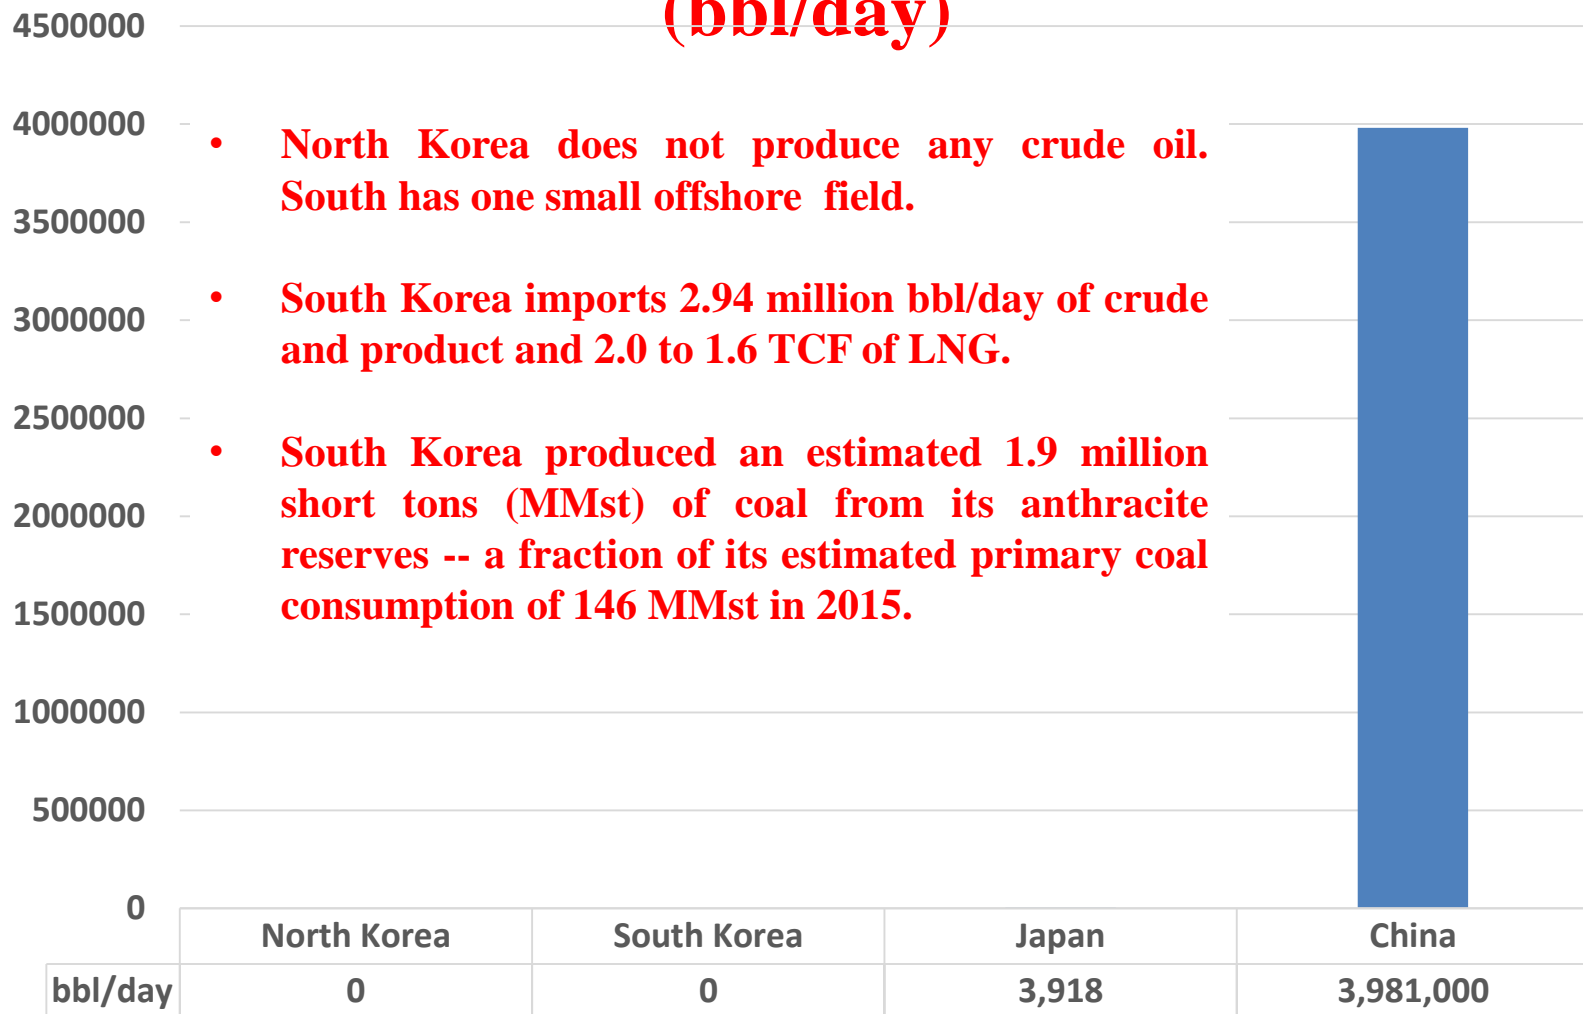 (bbl/day)
4500000
4000000
3500000
3000000
2500000
2000000
1500000
1000000
500000
0
• North Korea does not produce any crude oil.
South has one small offshore field.
• South Korea imports 2.94 million bbl/day of crude
and product and 2.0 to 1.6 TCF of LNG.
• South Korea produced an estimated 1.9 million
short tons (MMst) of coal from its anthracite
reserves -- a fraction of its estimated primary coal
consumption of 146 MMst in 2015.
North Korea South Korea Japan China
bbl/day 0 0 3,918 3,981,000